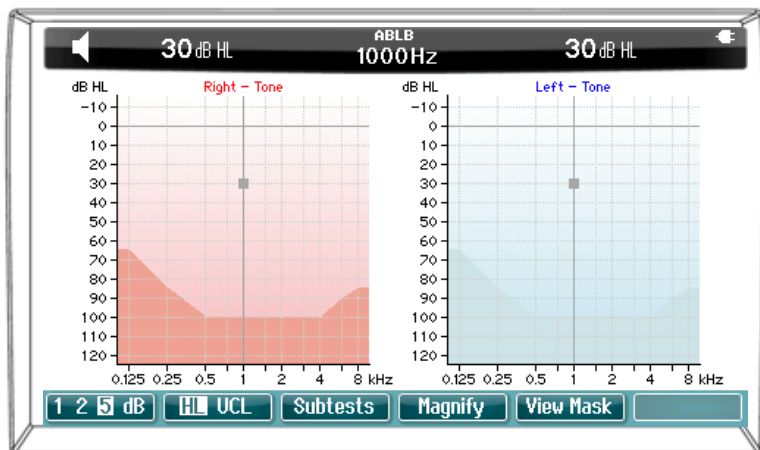 30 dB HL
ABLB
1000Hz
30 dB HL
dB HL
Right - Tone
-10
0
10
20
30
40
50
60
70
80
90
100
110
120
0.125 0.25 0.5 1 2 4 8 kHz
dB HL
Left - Tone
-10
0
10
20
30
40
50
60
70
80
90
100
110
120
0.125 0.25 0.5 1 2 4 8 kHz
1 2 5 dB
HL UCL
Subtests
Magnify
View Mask